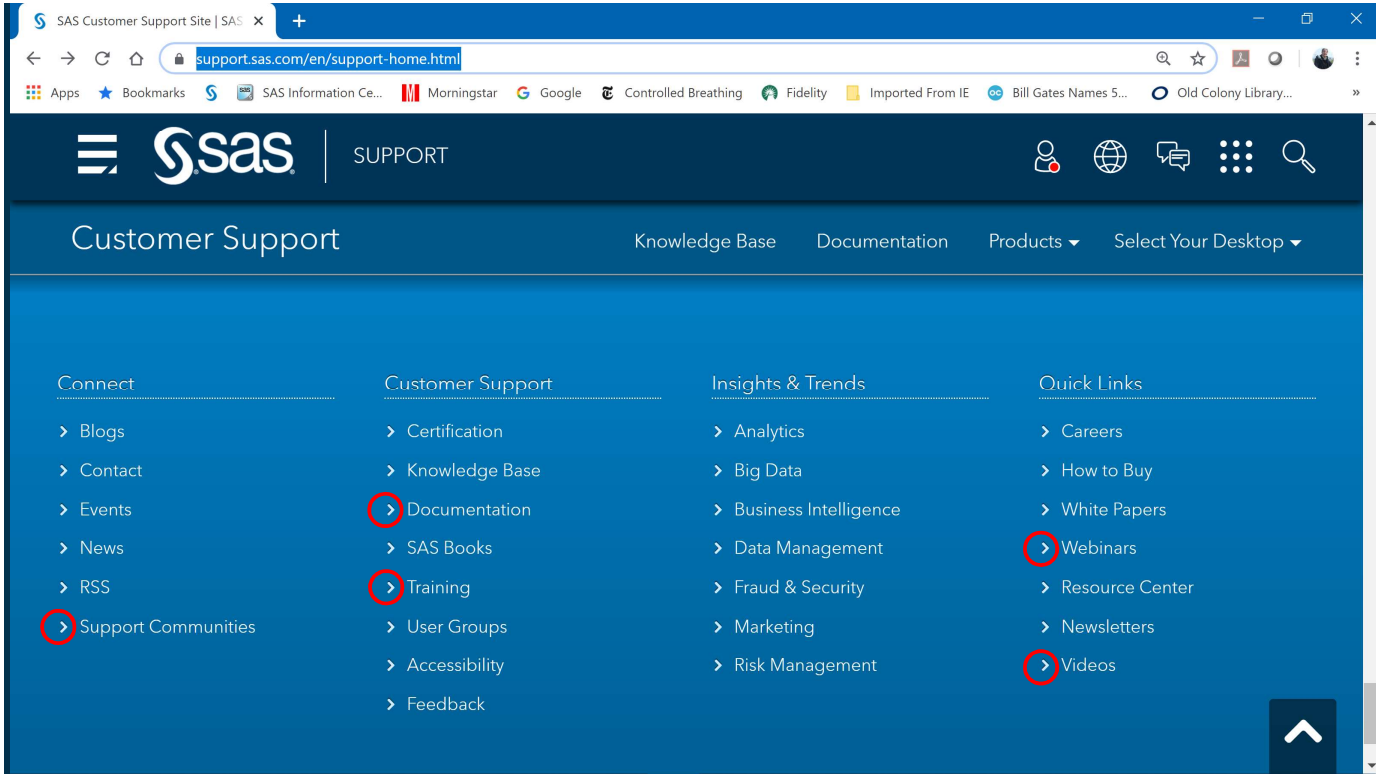 SAS Customer Support Site | SAS
support.sas.com/en/support-home.html
Apps Bookmarks SAS Information Ce... Morningstar Google Controlled Breathing Fidelity Imported From IE Bill Gates Names 5... Old Colony Library... »
sas SUPPORT
Customer Support Knowledge Base Documentation Products Select Your Desktop
Connect
Blogs
Contact
Events
News
RSS
Support Communities
Customer Support
Certification
Knowledge Base
Documentation
SAS Books
Training
User Groups
Accessibility
Feedback
Insights & Trends
Analytics
Big Data
Business Intelligence
Data Management
Fraud & Security
Marketing
Risk Management
Quick Links
Careers
How to Buy
White Papers
Webinars
Resource Center
Newsletters
Videos